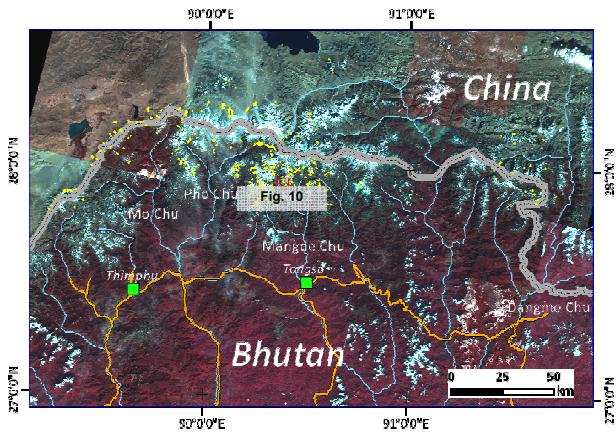 90°0'0"E 91°0'0"E
China
28°0'0"N 28°0'0"N
Pho Chu
Fig. 10
Mo Chu
Mangde Chu
Thimphu Tongsa
Dangme Chu
Bhutan
0 25 50
km
27°0'0"N 27°0'0"N
90°0'0"E 91°0'0"E